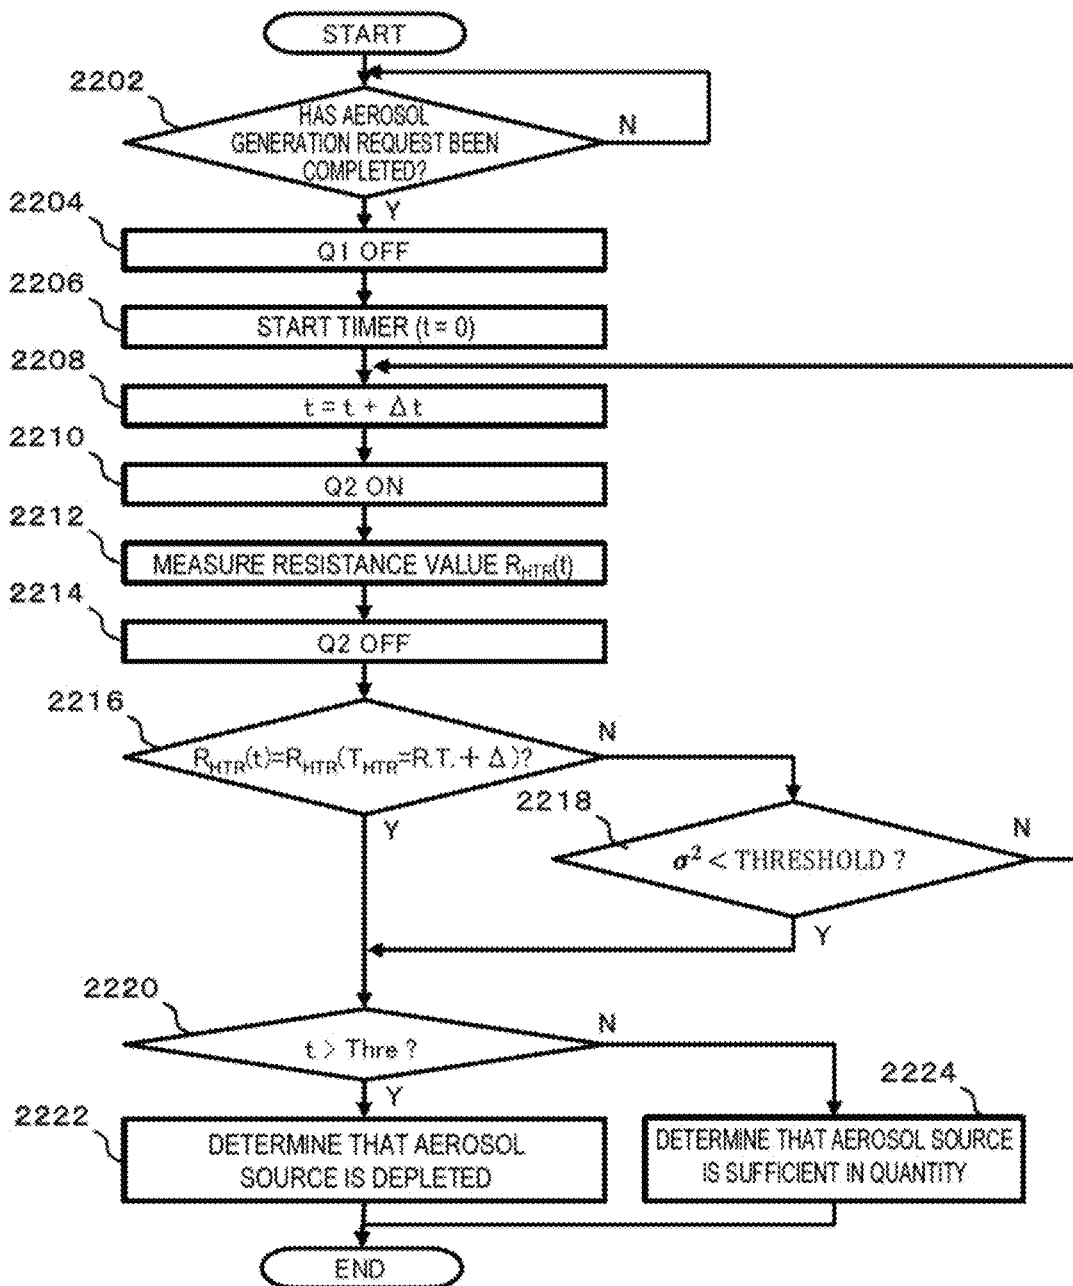 START
2202
HAS AEROSOL
GENERATION REQUEST BEEN
COMPLETED?
N
Y
2204
Q1 OFF
2206
START TIMER (t = 0)
2208
t = t + Δt
2210
Q2 ON
2212
MEASURE RESISTANCE VALUE R_HTR(t)
2214
Q2 OFF
2216
R_HTR(t)=R_HTR(T_HTR=R.T.+ Δ)?
N
Y
2218
σ² < THRESHOLD ?
N
Y
2220
t > Thre ?
N
Y
2222
DETERMINE THAT AEROSOL
SOURCE IS DEPLETED
2224
DETERMINE THAT AEROSOL SOURCE
IS SUFFICIENT IN QUANTITY
END